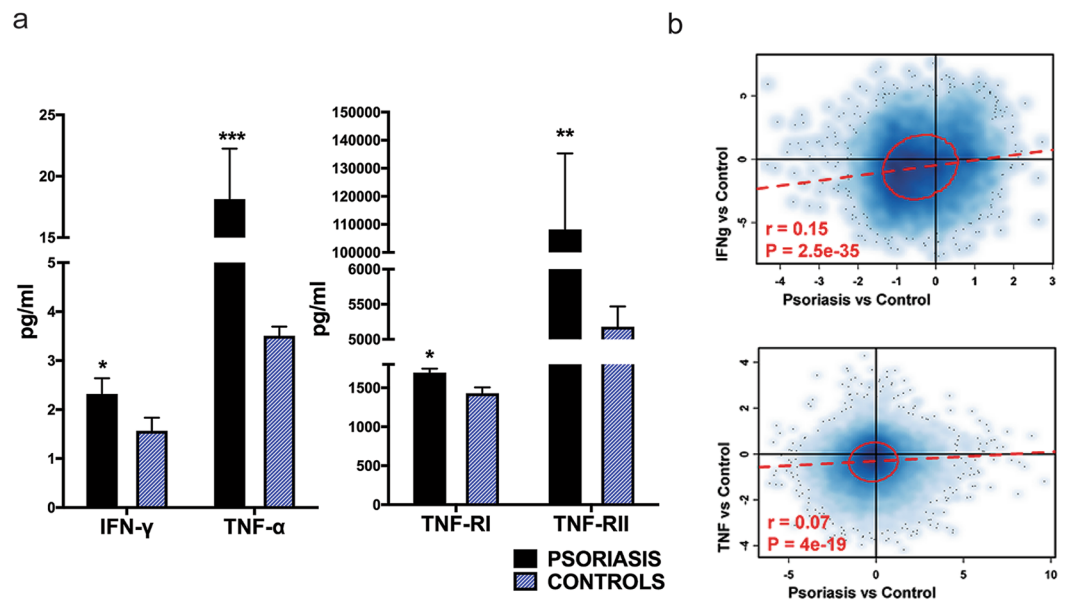 a
b
25
20
15
5
4
3
2
1
0
pg/ml
*
***
IFN-γ
TNF-α
150000
140000
130000
120000
110000
100000
6000
5500
5000
1500
1000
500
0
pg/ml
*
**
TNF-RI
TNF-RII
PSORIASIS
CONTROLS
IFNg vs Control
5
0
-5
r = 0.15
P = 2.5e-35
-4 -3 -2 -1 0 1 2 3
Psoriasis vs Control
TNF vs Control
4
2
0
-2
-4
r = 0.07
P = 4e-19
-5 0 5 10
Psoriasis vs Control